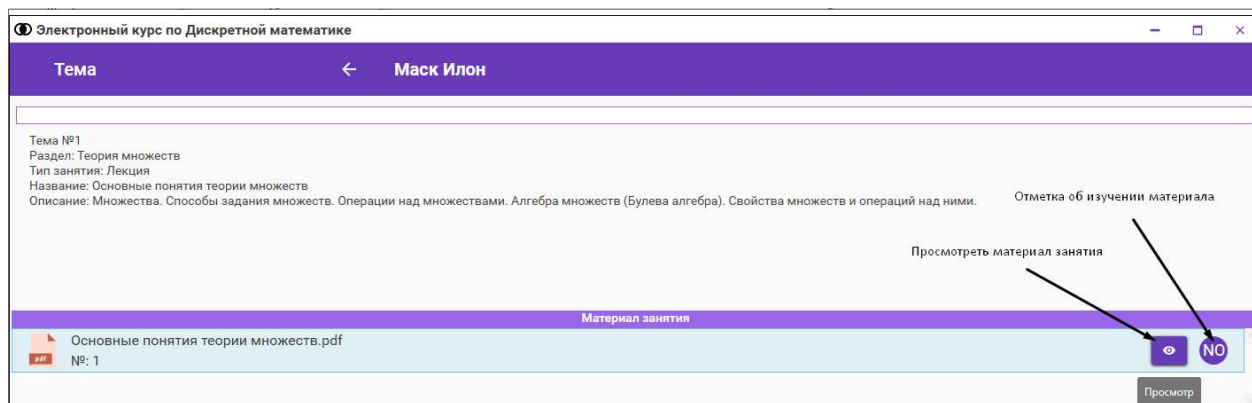 Электронный курс по Дискретной математике
Тема
Маск Илон
Тема №1
Раздел: Теория множеств
Тип занятия: Лекция
Название: Основные понятия теории множеств
Описание: Множества. Способы задания множеств. Операции над множествами. Алгебра множеств (Булева алгебра). Свойства множеств и операций над ними.
Отметка об изучении материала
Просмотреть материал занятия
Материал занятия
Основные понятия теории множеств.pdf
pdf
№: 1
NO
Просмотр